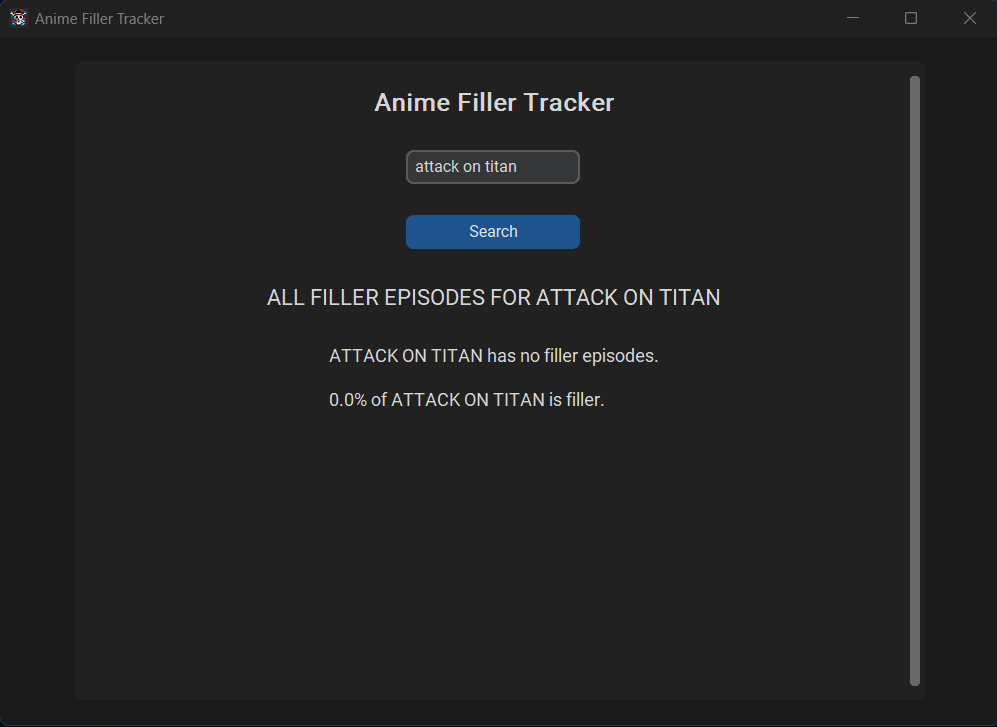 Anime Filler Tracker
Anime Filler Tracker
attack on titan
Search
ALL FILLER EPISODES FOR ATTACK ON TITAN
ATTACK ON TITAN has no filler episodes.
0.0% of ATTACK ON TITAN is filler.